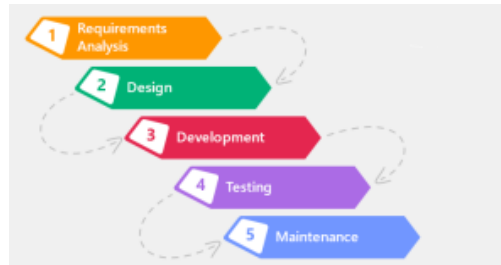 1 Requirements
Analysis
2 Design
3 Development
4 Testing
5 Maintenance